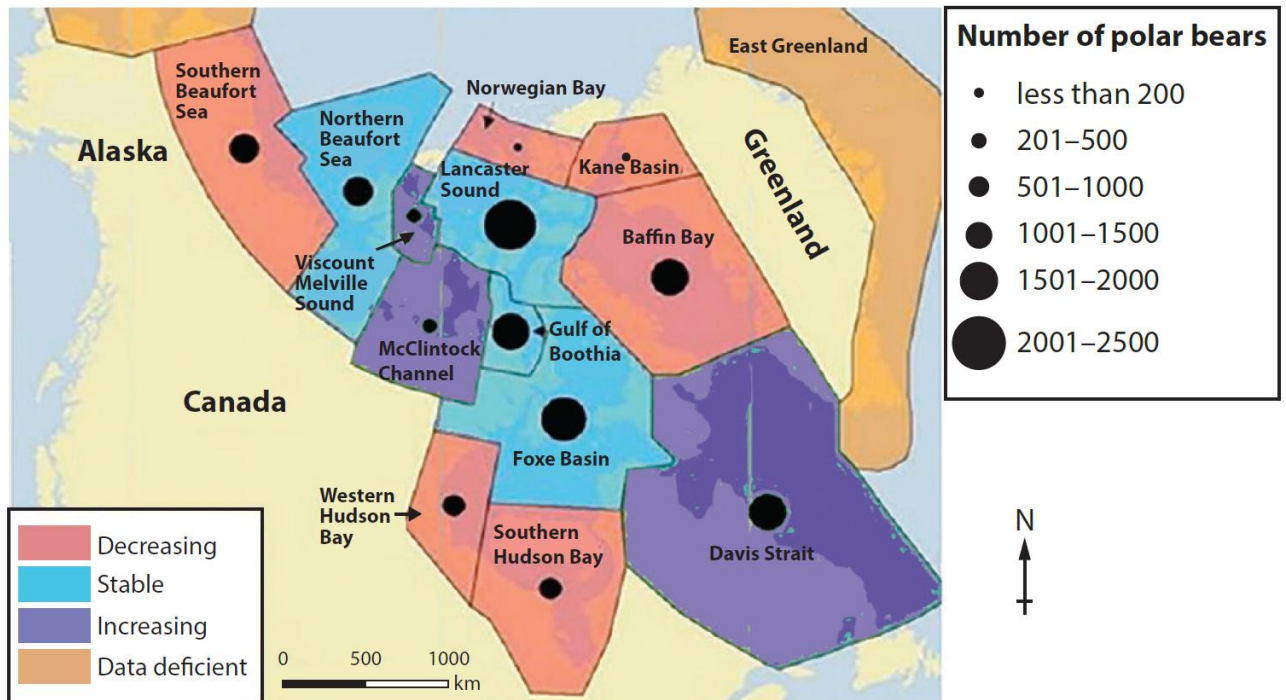 Southern
Beaufort
Sea
Alaska
Northern
Beaufort
Sea
Norwegian Bay
Lancaster
Sound
Kane Basin
East Greenland
Greenland
Baffin Bay
Viscount
Melville
Sound
McClintock
Channel
Gulf of
Boothia
Canada
Foxe Basin
Western
Hudson
Bay
Southern
Hudson Bay
Davis Strait
Decreasing
Stable
Increasing
Data deficient
0 500 1000
km
Number of polar bears
less than 200
201–500
501–1000
1001–1500
1501–2000
2001–2500
N